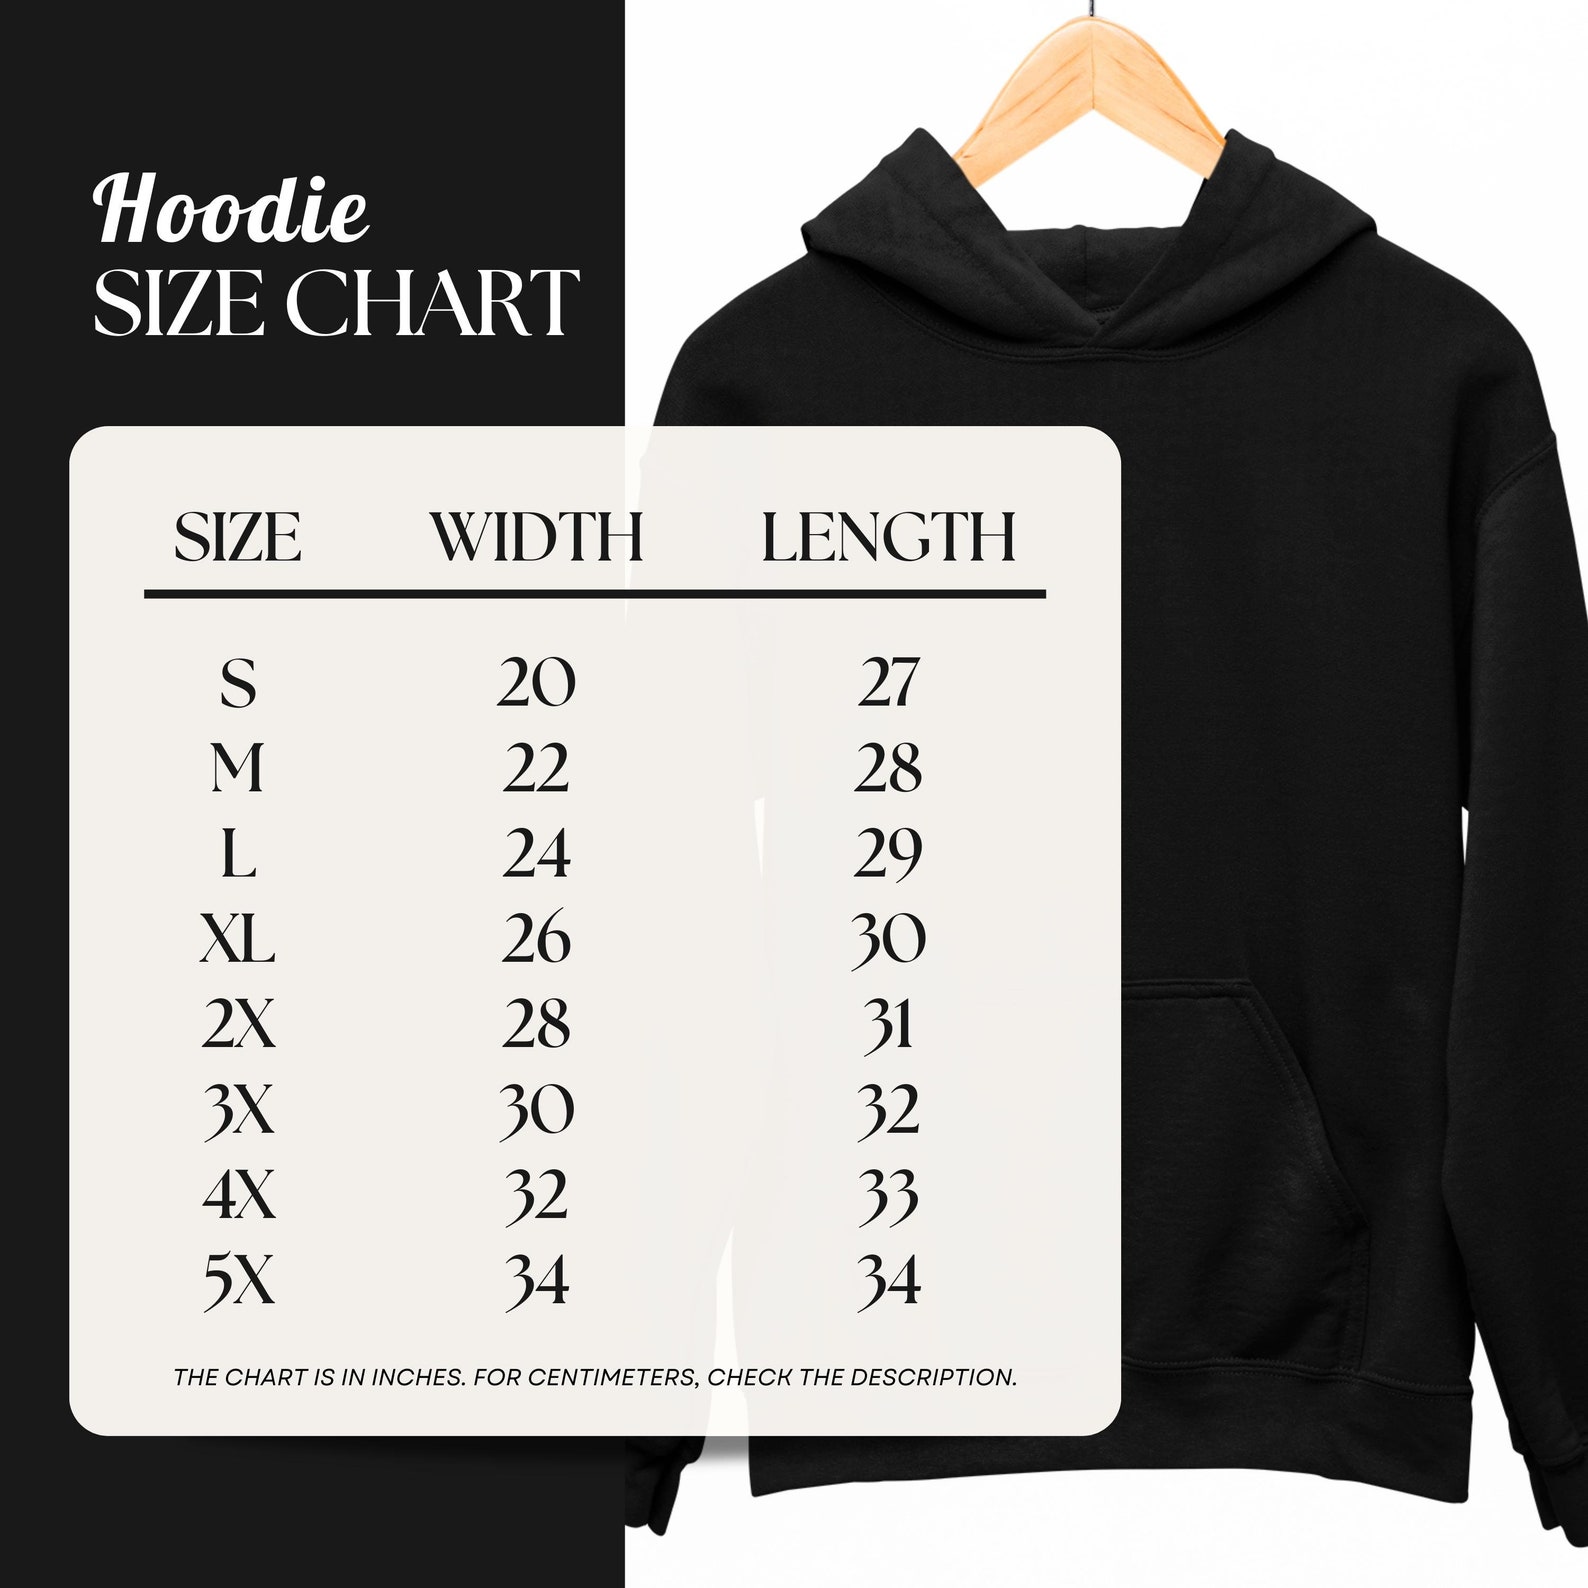 Hoodie
SIZE CHART
SIZE WIDTH LENGTH
S 20 27
M 22 28
L 24 29
XL 26 30
2X 28 31
3X 30 32
4X 32 33
5X 34 34
THE CHART IS IN INCHES. FOR CENTIMETERS, CHECK THE DESCRIPTION.